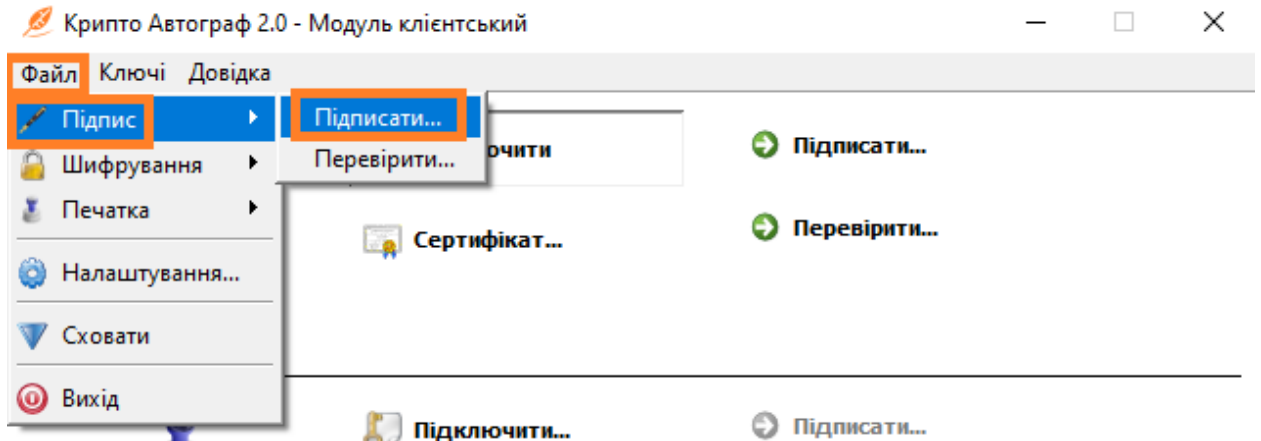 Крипто Автограф 2.0 - Модуль клієнтський
Файл Ключі Довідка
Підпис
Підписати...
Підписати...
Шифрування
Перевірити...
Печатка
Сертифікат...
Перевірити...
Налаштування...
Сховати
Вихід
Підключити...
Підписати...